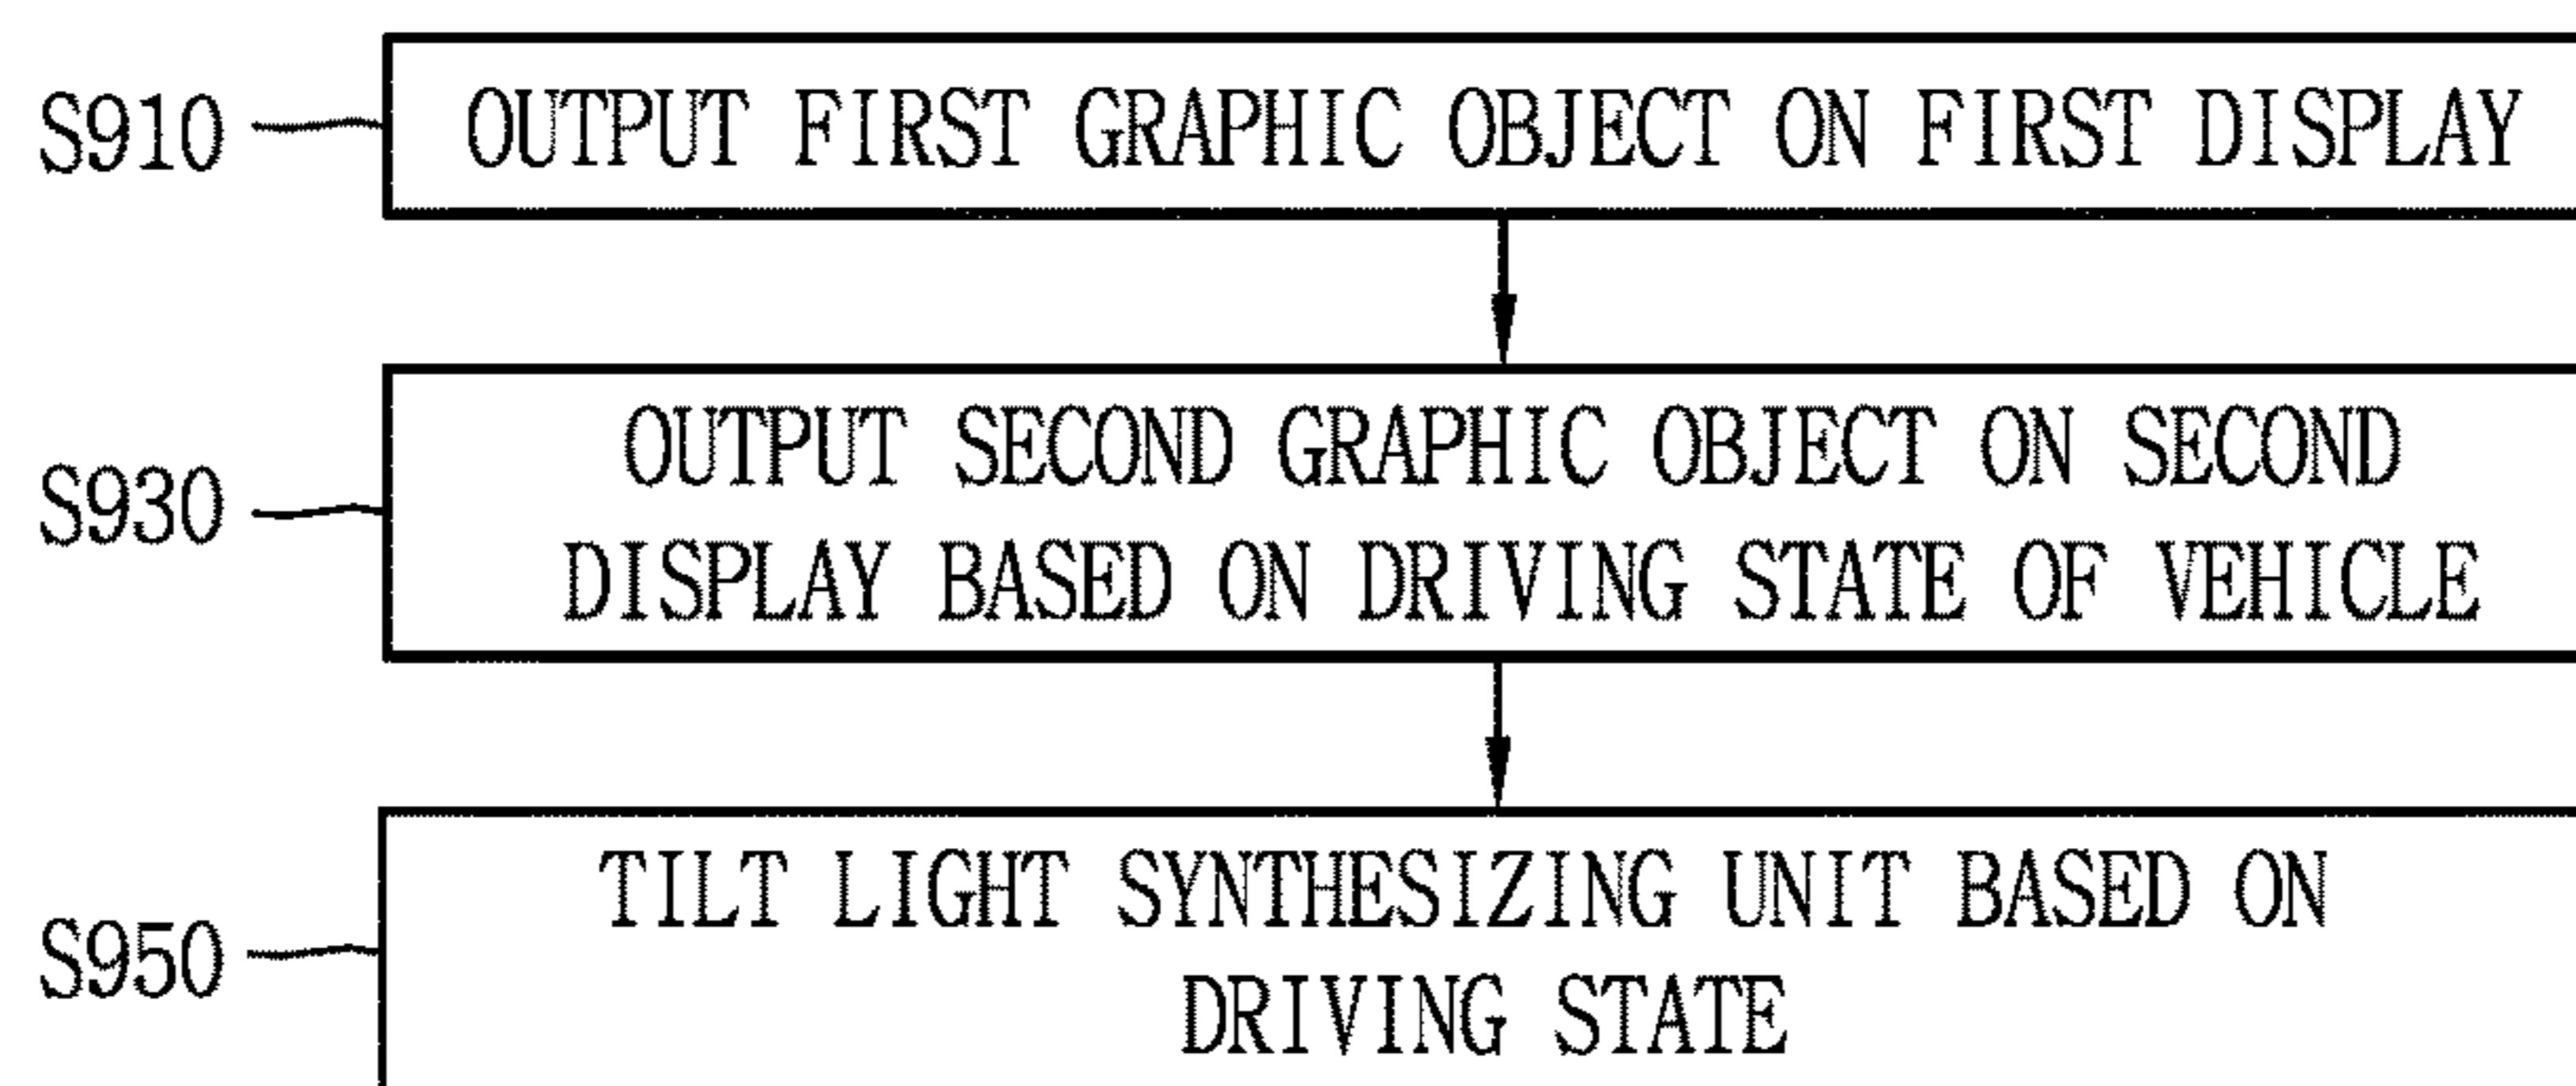 S910
OUTPUT FIRST GRAPHIC OBJECT ON FIRST DISPLAY
S930
OUTPUT SECOND GRAPHIC OBJECT ON SECOND
DISPLAY BASED ON DRIVING STATE OF VEHICLE
S950
TILT LIGHT SYNTHESIZING UNIT BASED ON
DRIVING STATE